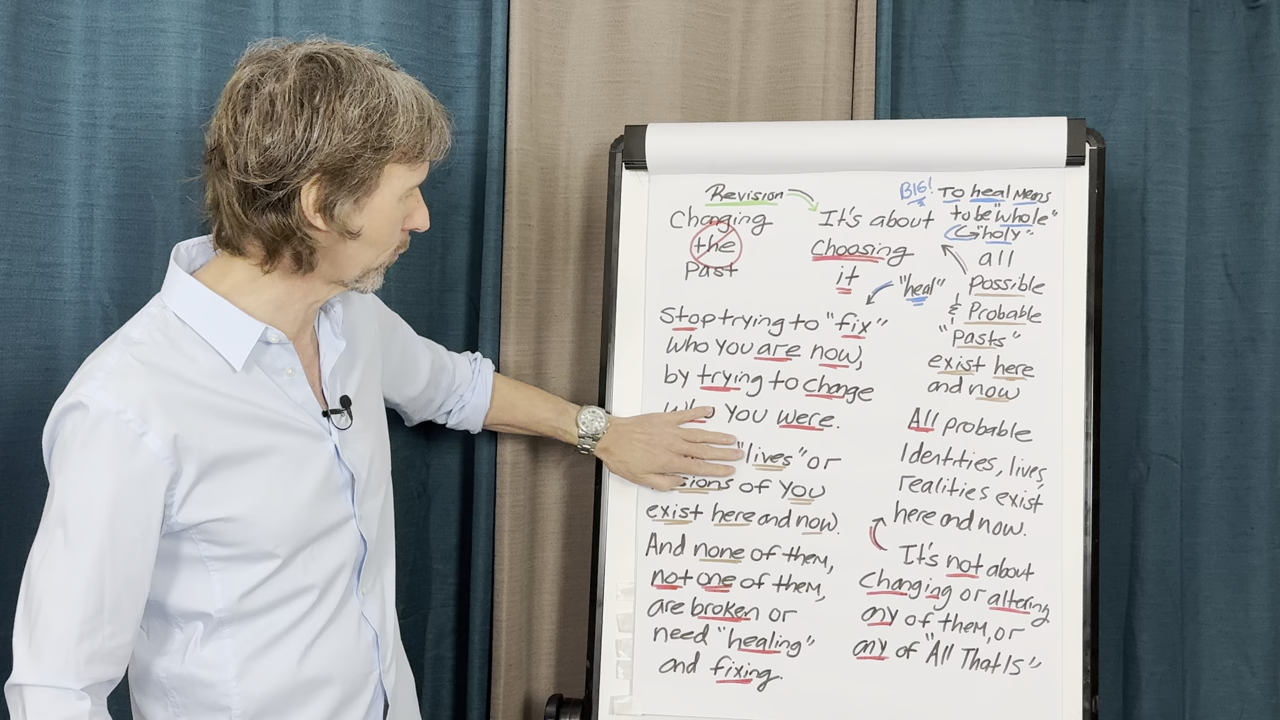 Revision
Changing
the
past
It's about
Choosing
it
"heal"
BIG! To heal Means
to be "whole"
"holy"
all
Possible
& Probable
"Pasts"
exist here
and now
Stop trying to "fix"
who you are now,
by trying to change
who you were.
"lives" or
of you
exist here and now.
And none of them,
not one of them,
are broken or
need "healing"
and fixing.
All probable
Identities, lives,
realities exist
here and now.
It's not about
Changing or altering
any of them, or
any of "All That Is"